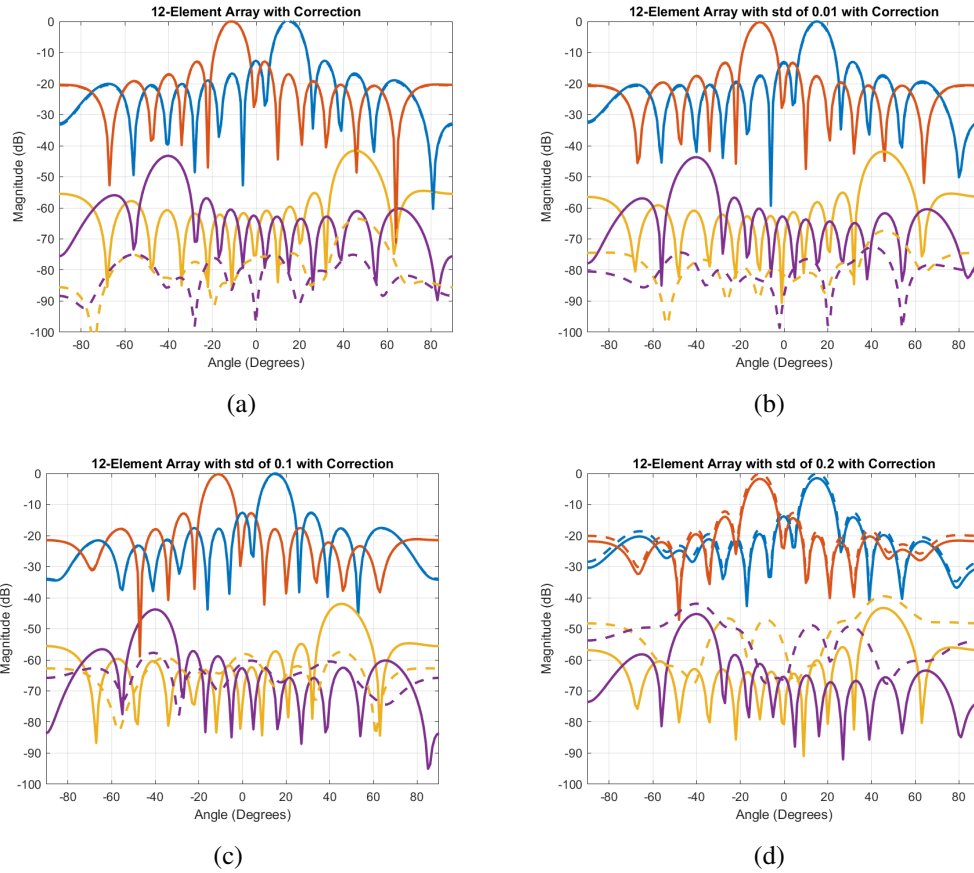 12-Element Array with Correction
0
-10
-20
-30
-40
-50
-60
-70
-80
-90
-100
Magnitude (dB)
-80 -60 -40 -20 0 20 40 60 80
Angle (Degrees)
(a)
12-Element Array with std of 0.01 with Correction
0
-10
-20
-30
-40
-50
-60
-70
-80
-90
-100
Magnitude (dB)
-80 -60 -40 -20 0 20 40 60 80
Angle (Degrees)
(b)
12-Element Array with std of 0.1 with Correction
0
-10
-20
-30
-40
-50
-60
-70
-80
-90
-100
Magnitude (dB)
-80 -60 -40 -20 0 20 40 60 80
Angle (Degrees)
(c)
12-Element Array with std of 0.2 with Correction
0
-10
-20
-30
-40
-50
-60
-70
-80
-90
-100
Magnitude (dB)
-80 -60 -40 -20 0 20 40 60 80
Angle (Degrees)
(d)